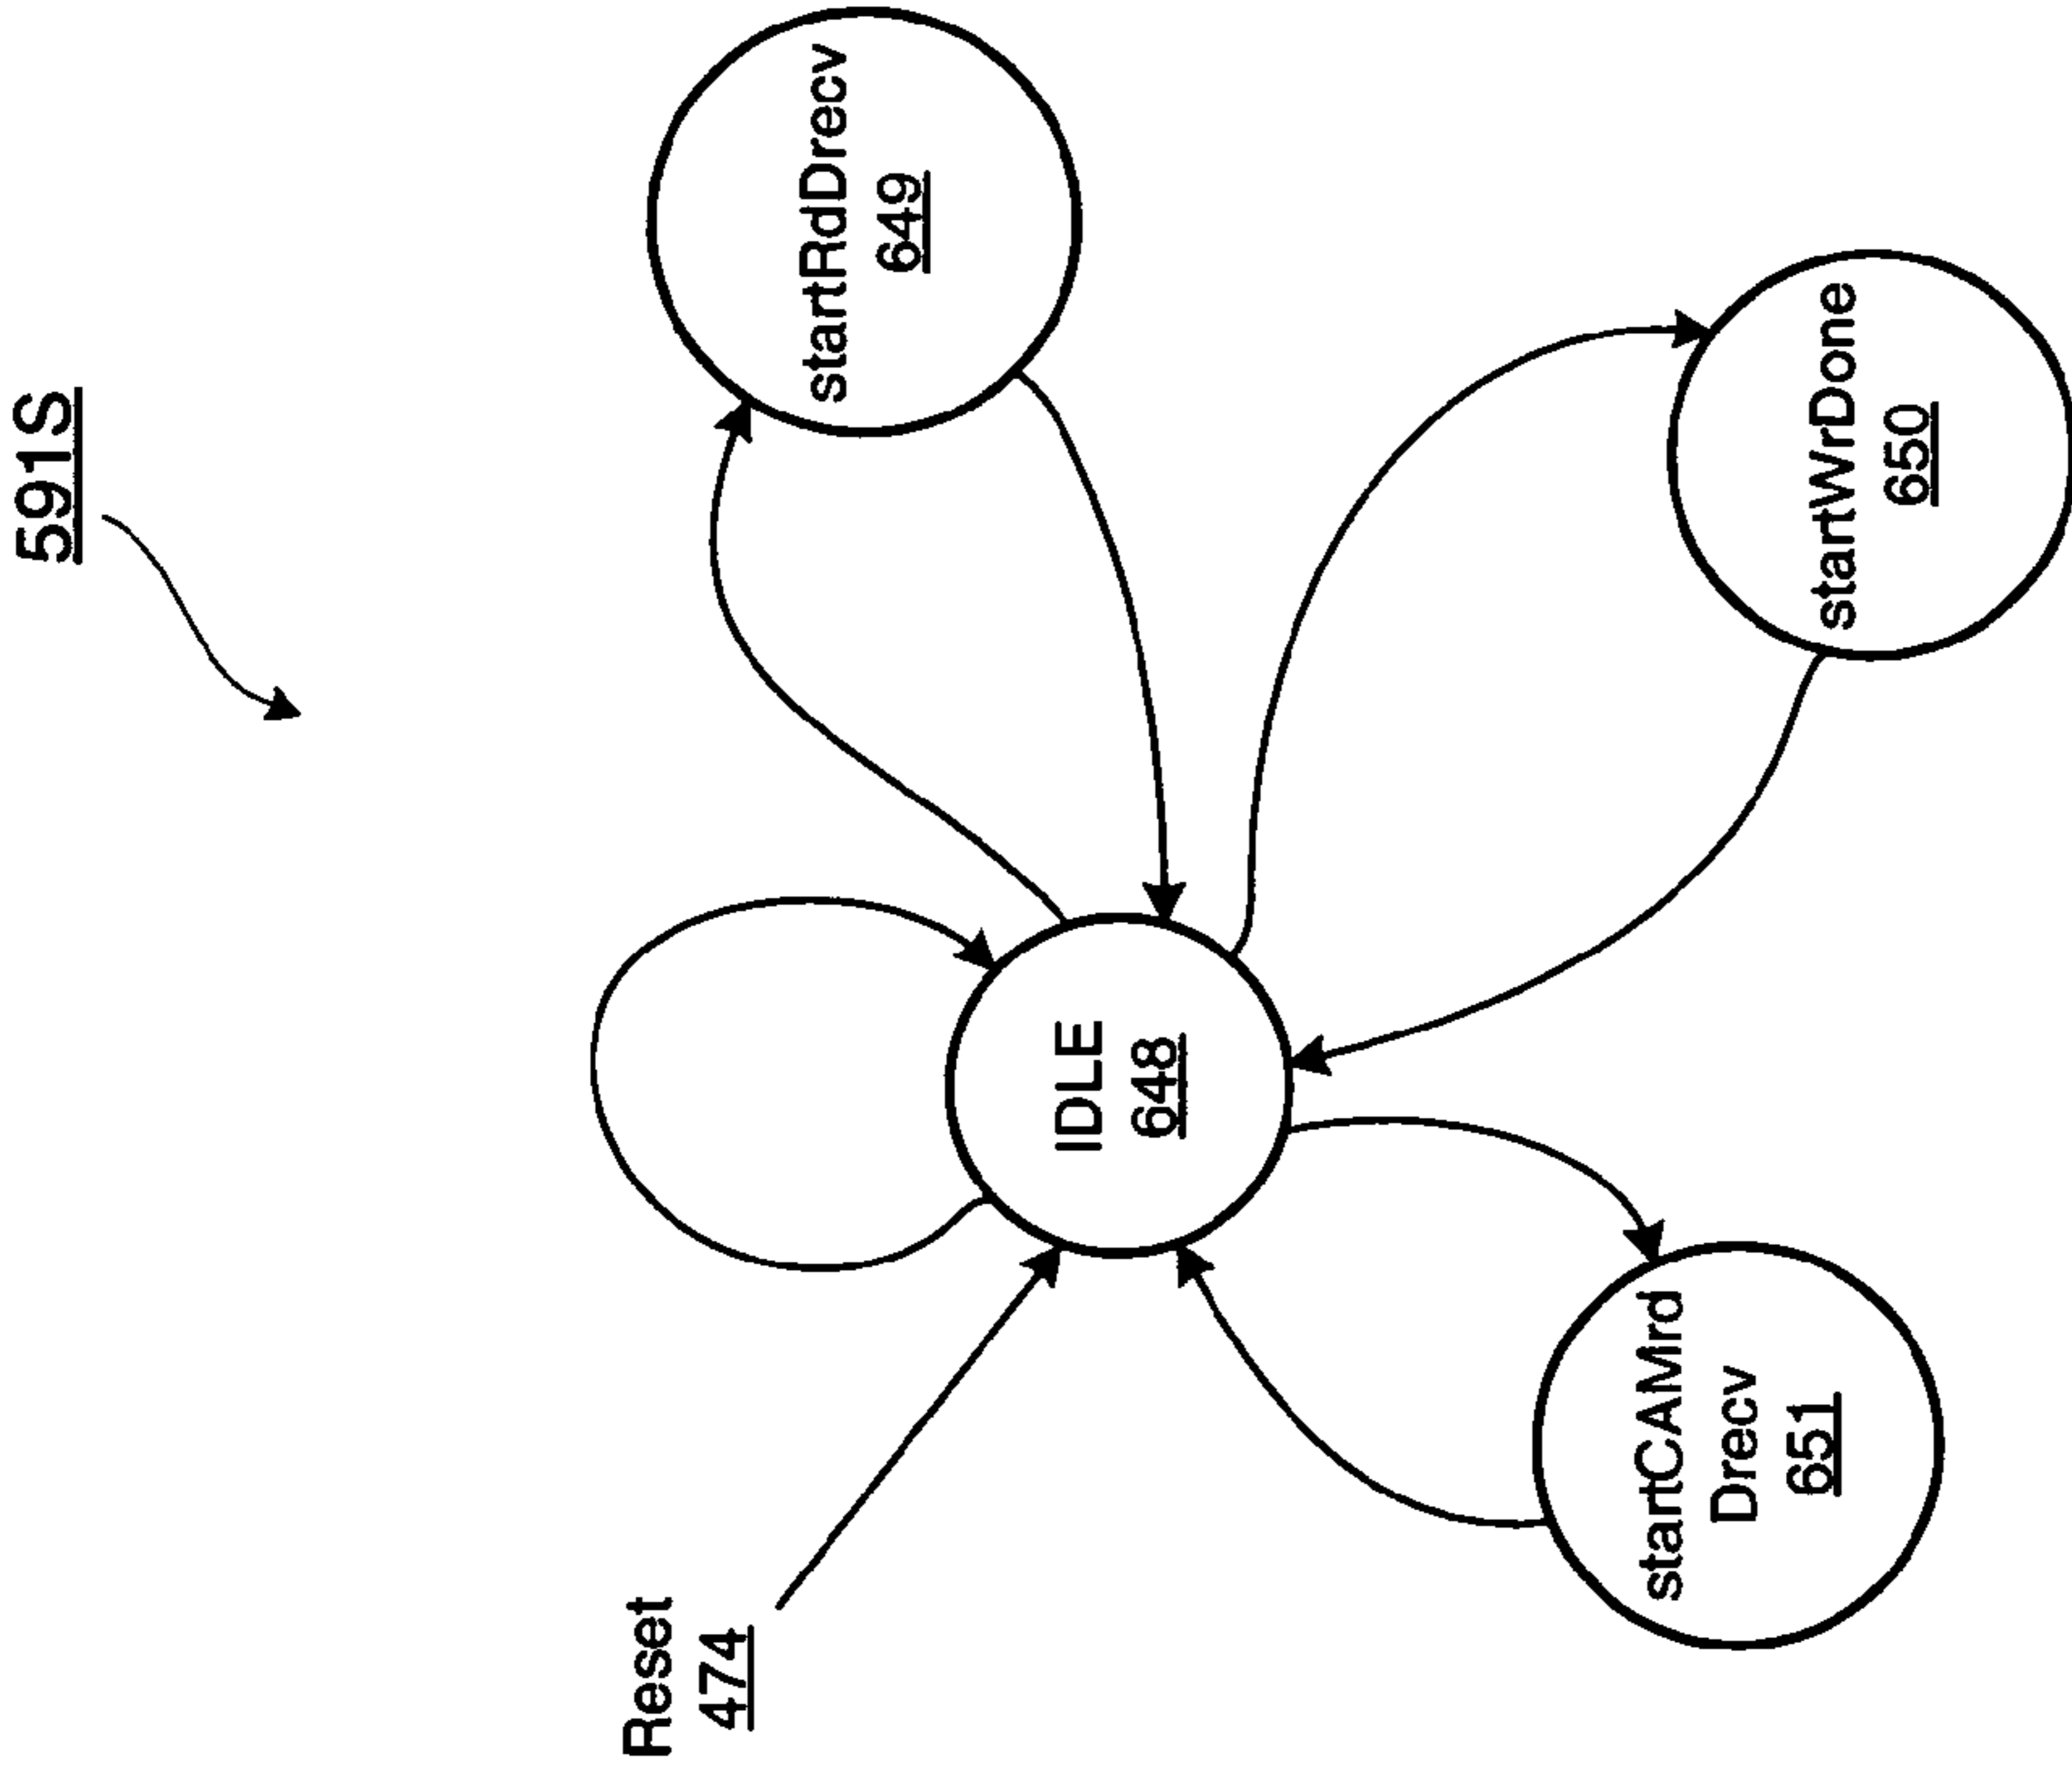 591S
Reset
474
IDLE
648
startRdDrecv
649
startCAMrd
Drecv
651
startWrDone
650